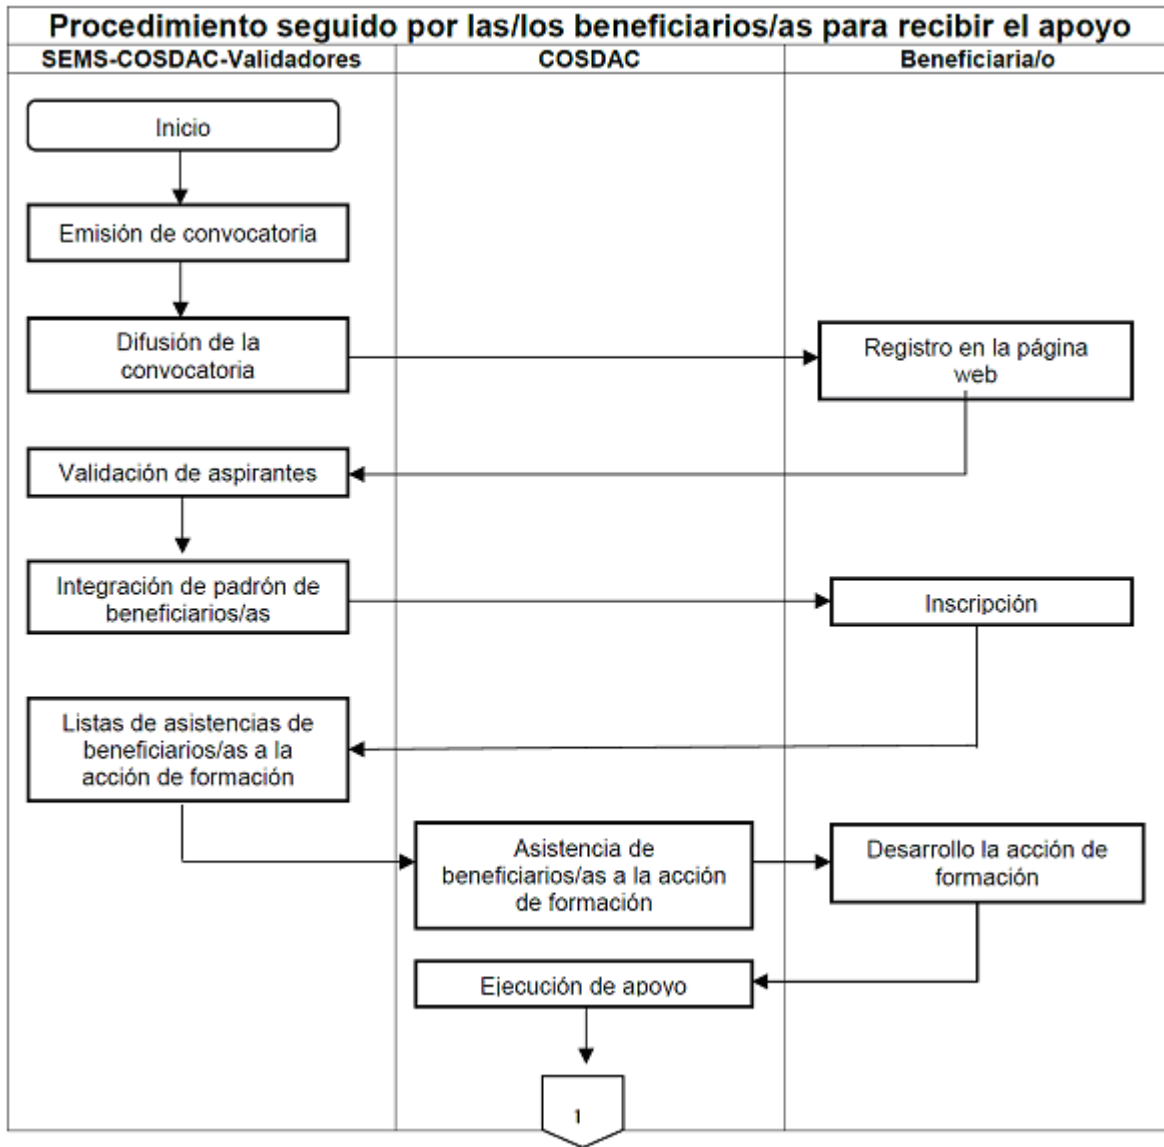 Procedimiento seguido por las/los beneficiarios/as para recibir el apoyo
SEMS-COSDAC-Validadores
COSDAC
Beneficiaria/o
Inicio
Emisión de convocatoria
Difusión de la
convocatoria
Registro en la página
web
Validación de aspirantes
Integración de padrón de
beneficiarios/as
Inscripción
Listas de asistencias de
beneficiarios/as a la
acción de formación
Asistencia de
beneficiarios/as a la acción
de formación
Desarrollo la acción de
formación
Ejecución de apoyo
1